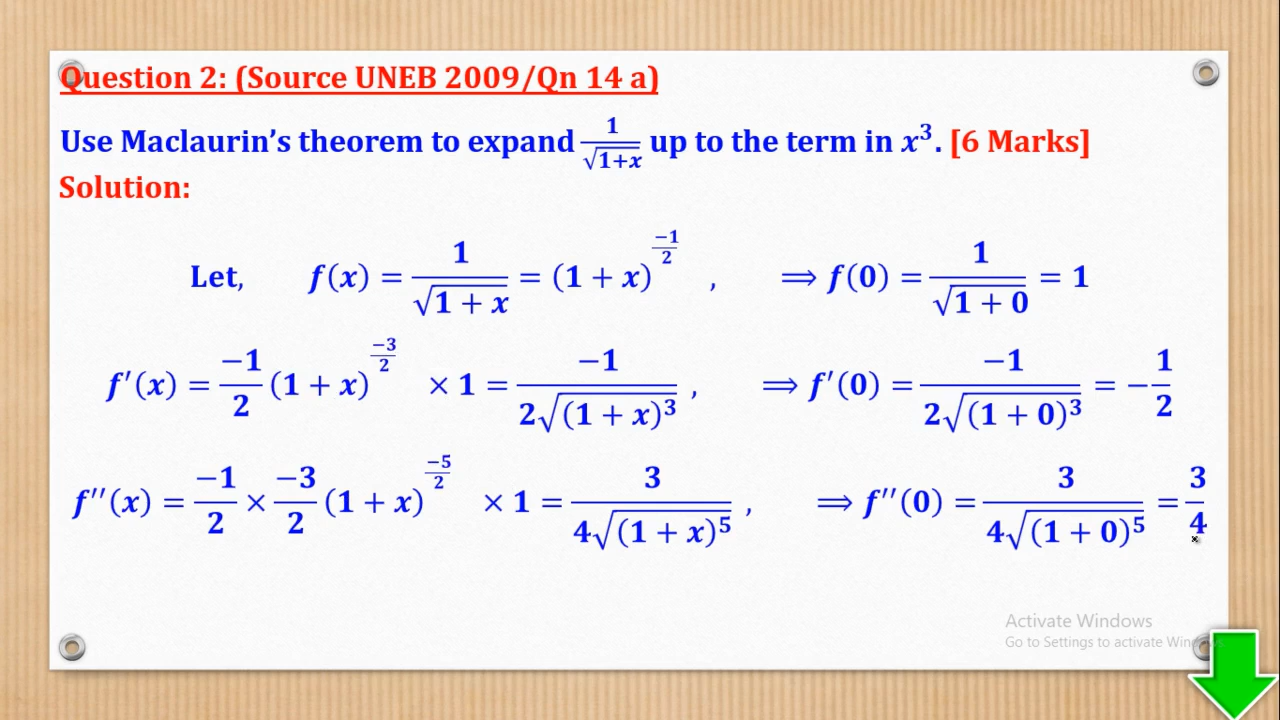 Question 2: (Source UNEB 2009/Qn 14 a)
Use Maclaurin's theorem to expand 1/√1+x up to the term in x³. [6 Marks]
Solution:
Let, f(x) = 1/√1 + x = (1 + x)^(−1/2) , ⟹ f(0) = 1/√1 + 0 = 1
f′(x) = −1/2 (1 + x)^(−3/2) × 1 = −1/2√(1 + x)³ , ⟹ f′(0) = −1/2√(1 + 0)³ = −1/2
f′′(x) = −1/2 × −3/2 (1 + x)^(−5/2) × 1 = 3/4√(1 + x)⁵ , ⟹ f′′(0) = 3/4√(1 + 0)⁵ = 3/4
Activate Windows
Go to Settings to activate Windows